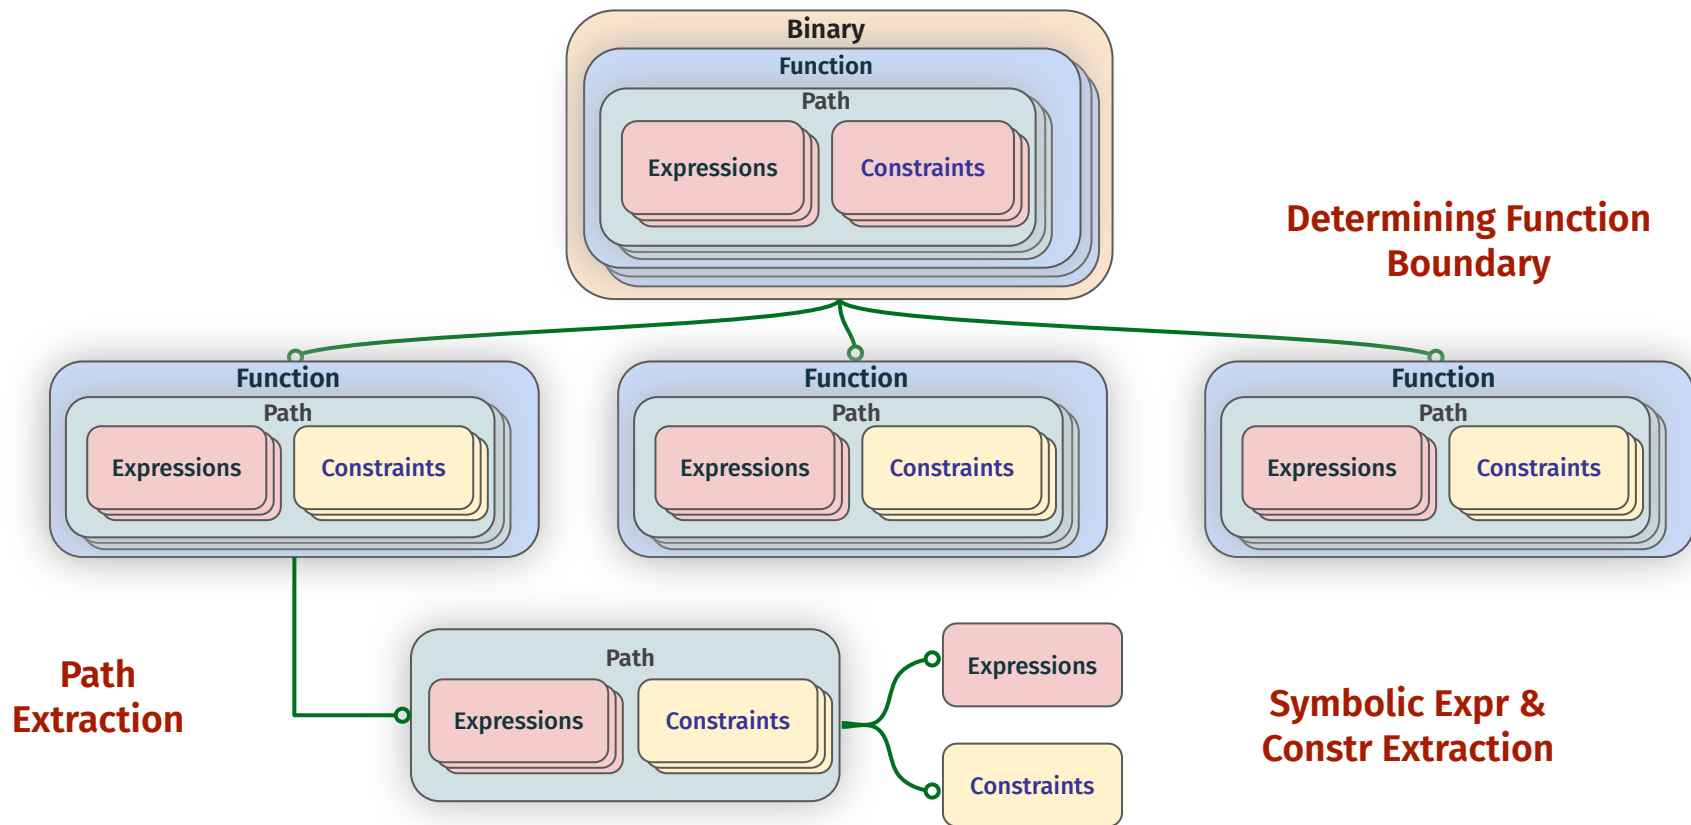 Binary
Function
Path
Expressions
Constraints
Determining Function
Boundary
Function
Path
Expressions
Constraints
Function
Path
Expressions
Constraints
Function
Path
Expressions
Constraints
Path
Extraction
Path
Expressions
Constraints
Expressions
Constraints
Symbolic Expr &
Constr Extraction